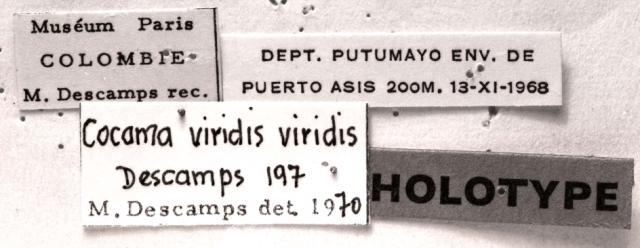 Muséum Paris
COLOMBIE
M. Descamps rec.
DEPT. PUTUMAYO ENV. DE
PUERTO ASIS 200M. 13-XI-1968
Cocama viridis viridis
Descamps 197
M. Descamps det. 1970
HOLOTYPE